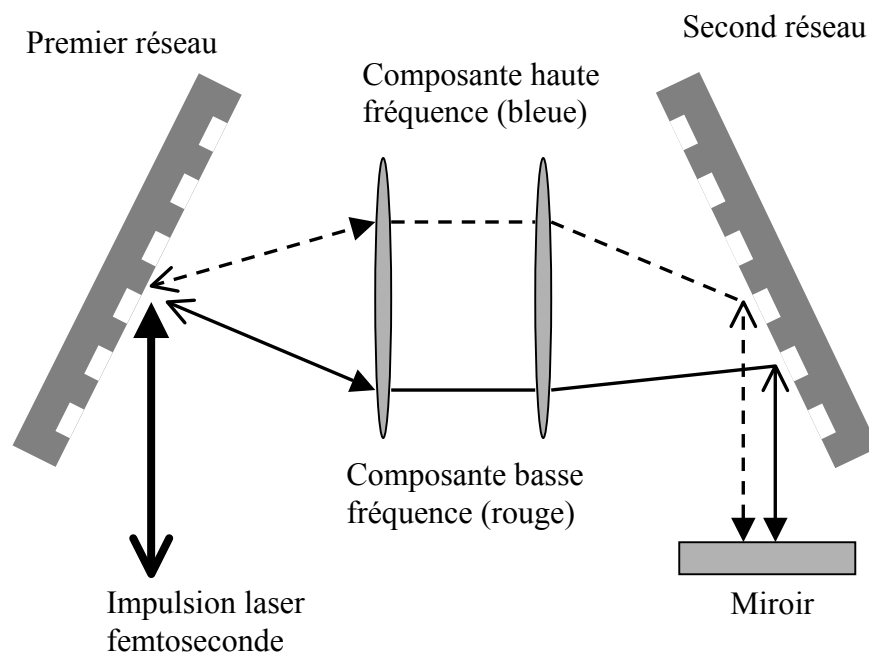 Premier réseau
Second réseau
Composante haute
fréquence (bleue)
Composante basse
fréquence (rouge)
Impulsion laser
femtoseconde
Miroir